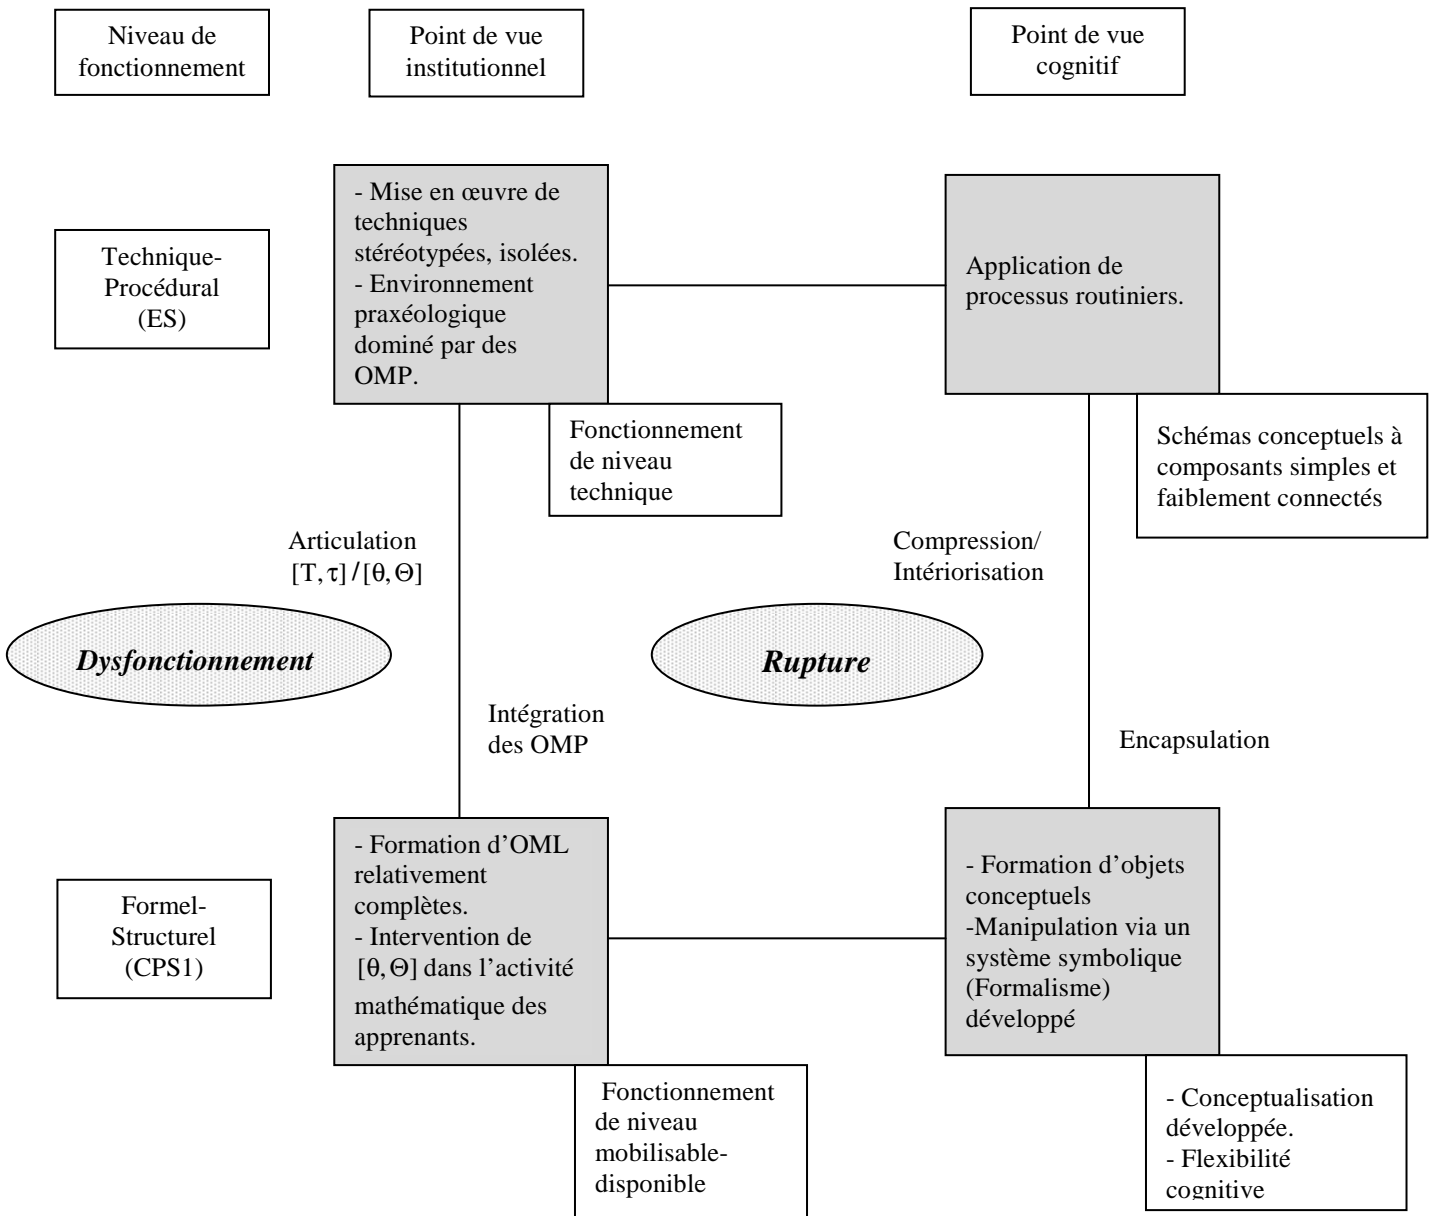 Niveau de
fonctionnement
Point de vue
institutionnel
Point de vue
cognitif
Technique-
Procédural
(ES)
- Mise en œuvre de
techniques
stéréotypées, isolées.
- Environnement
praxéologique
dominé par des
OMP.
Application de
processus routiniers.
Fonctionnement
de niveau
technique
Schémas conceptuels à
composants simples et
faiblement connectés
Articulation
[T, τ] / [θ, Θ]
Compression/
Intériorisation
Dysfonctionnement
Rupture
Intégration
des OMP
Encapsulation
Formel-
Structurel
(CPS1)
- Formation d’OML
relativement
complètes.
- Intervention de
[θ, Θ] dans l’activité
mathématique des
apprenants.
- Formation d’objets
conceptuels
-Manipulation via un
système symbolique
(Formalisme)
développé
Fonctionnement
de niveau
mobilisable-
disponible
- Conceptualisation
développée.
- Flexibilité
cognitive